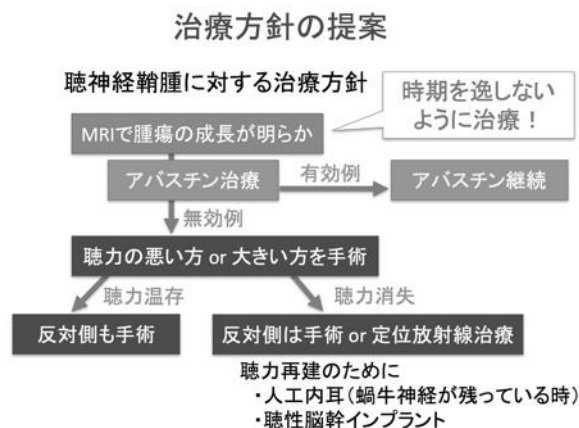 治療方針の提案
聴神経鞘腫に対する治療方針
時期を逸しない
ように治療！
MRIで腫瘍の成長が明らか
アバスチン治療
有効例
アバスチン継続
無効例
聴力の悪い方 or 大きい方を手術
聴力温存
聴力消失
反対側も手術
反対側は手術 or 定位放射線治療
聴力再建のために
・人工内耳（蝸牛神経が残っている時）
・聴性脳幹インプラント